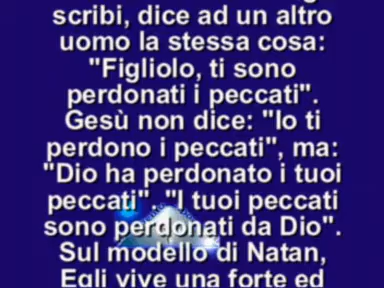 scribi, dice ad un altro
uomo la stessa cosa:
"Figliolo, ti sono
perdonati i peccati".
Gesù non dice: "Io ti
perdono i peccati", ma:
"Dio ha perdonato i tuoi
peccati". "I tuoi peccati
sono perdonati da Dio".
Sul modello di Natan,
Egli vive una forte ed